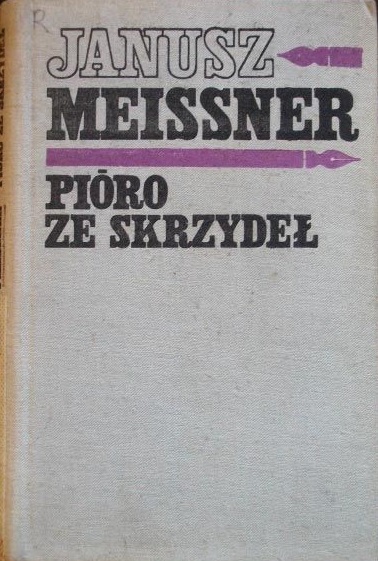 R
JANUSZ
MEISSNER
PIÓRO
ZE SKRZYDEŁ